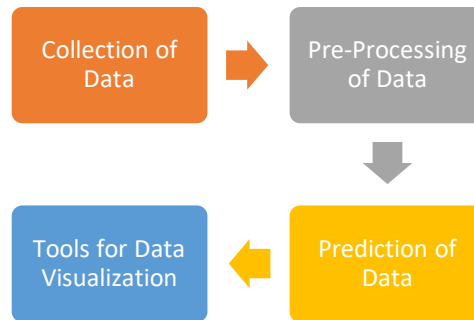 Collection of
Data
Pre-Processing
of Data
Prediction of
Data
Tools for Data
Visualization